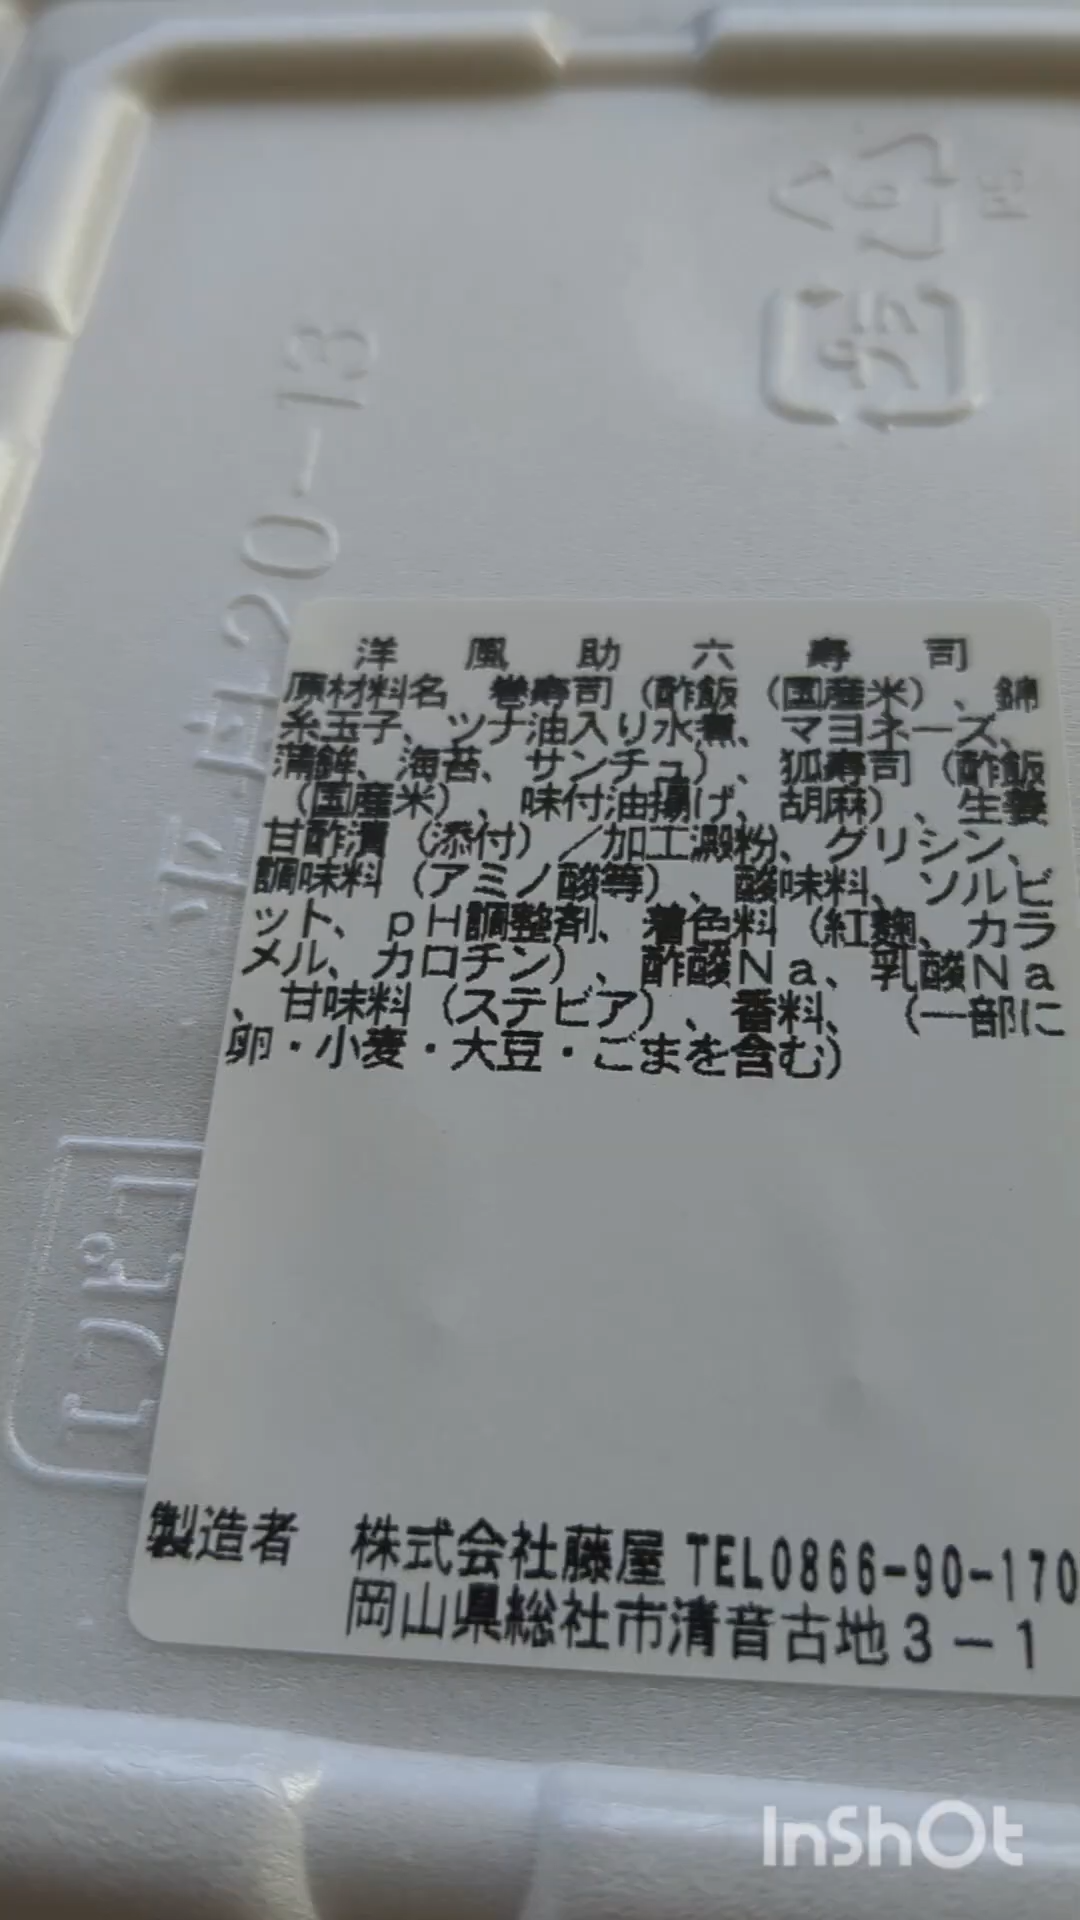 プラ
20-13
エフピコ
洋風助六寿司
原材料名 巻寿司（酢飯（国産米）、錦
糸玉子、ツナ油入り水煮、マヨネーズ、
蒲鉾、海苔、サンチュ）、狐寿司（酢飯
（国産米）、味付油揚げ、胡麻）、生姜
甘酢漬（添付）／加工澱粉、グリシン、
調味料（アミノ酸等）、酸味料、ソルビ
ット、ｐＨ調整剤、着色料（紅麹、カラ
メル、カロチン）、酢酸Ｎａ、乳酸Ｎａ
、甘味料（ステビア）、香料、（一部に
卵・小麦・大豆・ごまを含む）
製造者 株式会社藤屋 TEL0866-90-170
岡山県総社市清音古地３－１
InShOt